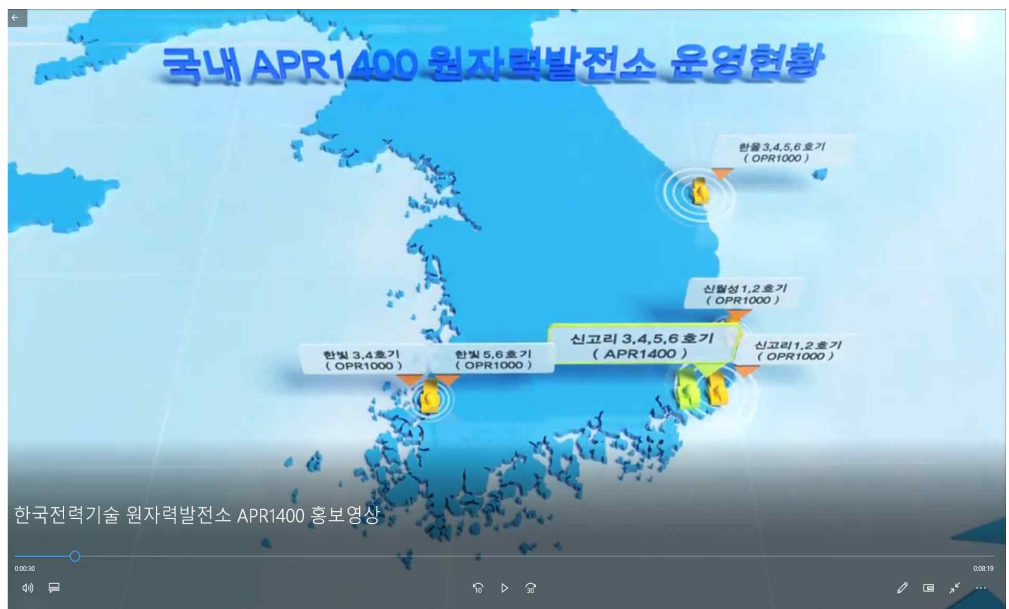 국내 APR1400 원자력발전소 운영현황
한울 3,4,5,6 호기
( OPR1000 )
신월성 1,2 호기
( OPR1000 )
신고리 3,4,5,6 호기
( APR1400 )
신고리 1,2 호기
( OPR1000 )
한빛 3,4호기
( OPR1000 )
한빛 5,6호기
( OPR1000 )
한국전력기술 원자력발전소 APR1400 홍보영상
0:00:30
0:08:19
10
30